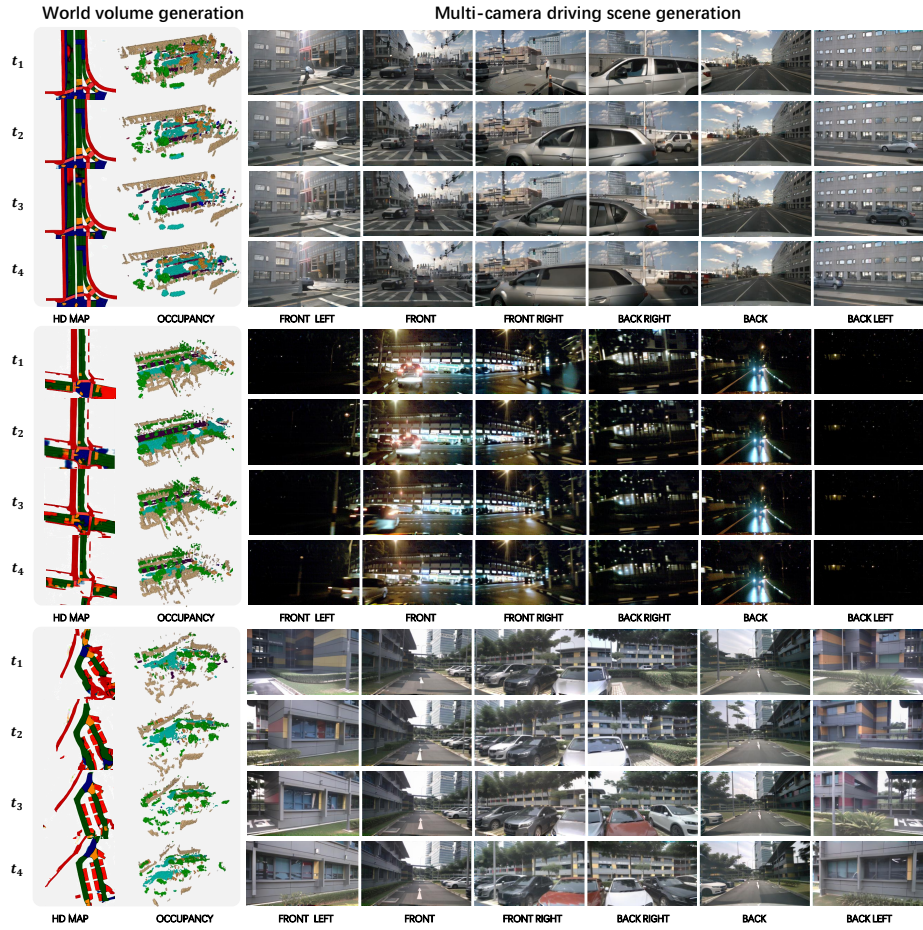 World volume generation
Multi-camera driving scene generation
t1
t2
t3
t4
HD MAP
OCCUPANCY
FRONT LEFT
FRONT
FRONT RIGHT
BACK RIGHT
BACK
BACK LEFT
t1
t2
t3
t4
HD MAP
OCCUPANCY
FRONT LEFT
FRONT
FRONT RIGHT
BACK RIGHT
BACK
BACK LEFT
t1
t2
t3
t4
HD MAP
OCCUPANCY
FRONT LEFT
FRONT
FRONT RIGHT
BACK RIGHT
BACK
BACK LEFT